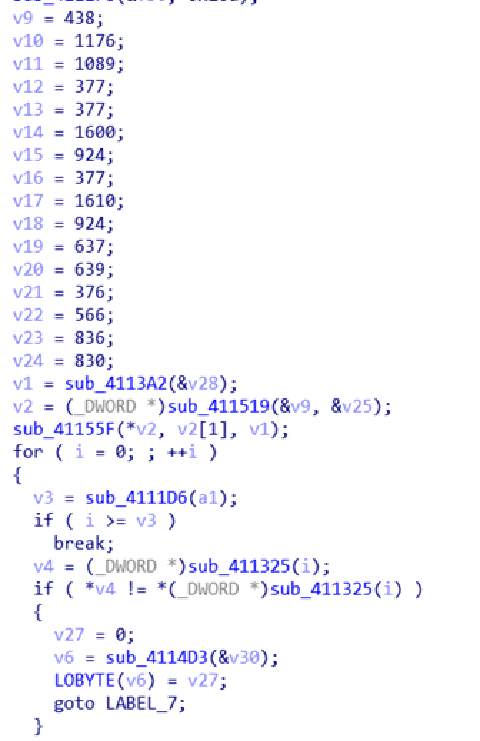 v9 = 438;
v10 = 1176;
v11 = 1089;
v12 = 377;
v13 = 377;
v14 = 1600;
v15 = 924;
v16 = 377;
v17 = 1610;
v18 = 924;
v19 = 637;
v20 = 639;
v21 = 376;
v22 = 566;
v23 = 836;
v24 = 830;
v1 = sub_4113A2(&v28);
v2 = (_DWORD *)sub_411519(&v9, &v25);
sub_41155F(*v2, v2[1], v1);
for ( i = 0; ; ++i )
{
v3 = sub_4111D6(a1);
if ( i >= v3 )
break;
v4 = (_DWORD *)sub_411325(i);
if ( *v4 != *(_DWORD *)sub_411325(i) )
{
v27 = 0;
v6 = sub_4114D3(&v30);
LOBYTE(v6) = v27;
goto LABEL_7;
}